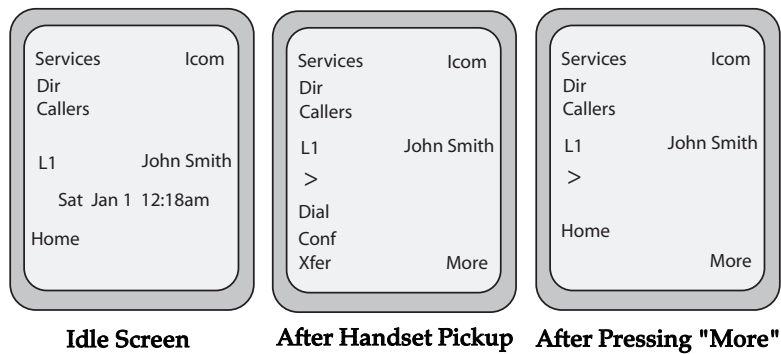 Services Icom
Dir
Callers
L1 John Smith
Sat Jan 1 12:18am
Home
Idle Screen
Services Icom
Dir
Callers
L1 John Smith
>
Dial
Conf
Xfer More
After Handset Pickup
Services Icom
Dir
Callers
L1 John Smith
>
Home
More
After Pressing "More"